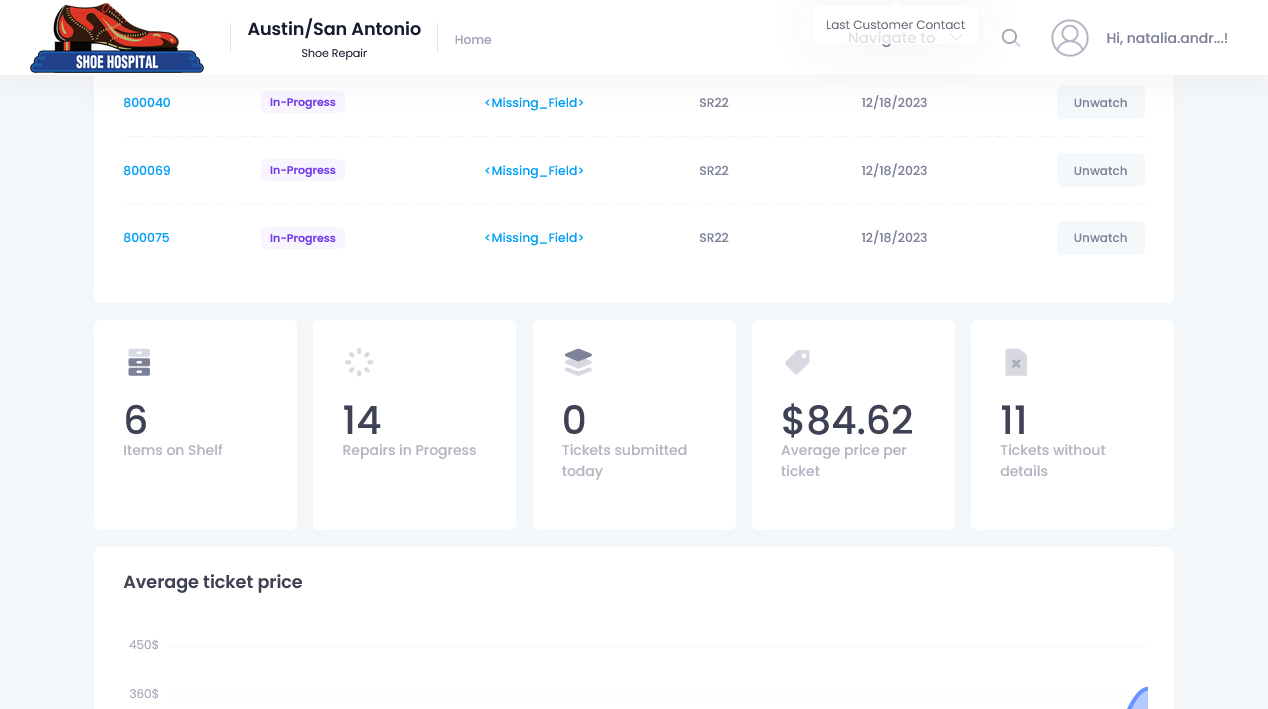 SHOE HOSPITAL
Austin/San Antonio
Shoe Repair
Home
Last Customer Contact
Navigate to
Hi, natalia.andr...!
800040 In-Progress <Missing_Field> SR22 12/18/2023 Unwatch
800069 In-Progress <Missing_Field> SR22 12/18/2023 Unwatch
800075 In-Progress <Missing_Field> SR22 12/18/2023 Unwatch
6
Items on Shelf
14
Repairs in Progress
0
Tickets submitted
today
$84.62
Average price per
ticket
11
Tickets without
details
Average ticket price
450$
360$